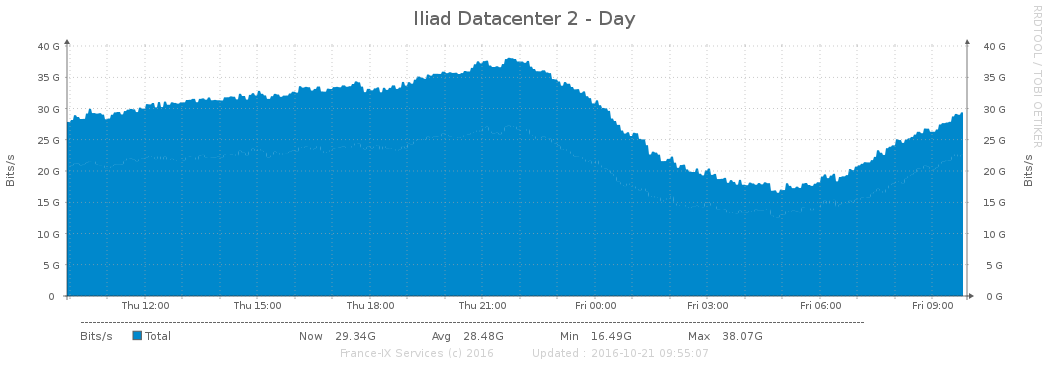 Iliad Datacenter 2 - Day
RRDTOOL / TOBI OETIKER
Bits/s
40 G 40 G
35 G 35 G
30 G 30 G
25 G 25 G
20 G 20 G
15 G 15 G
10 G 10 G
5 G 5 G
0 0 G
Bits/s
Thu 12:00 Thu 15:00 Thu 18:00 Thu 21:00 Fri 00:00 Fri 03:00 Fri 06:00 Fri 09:00
Bits/s Total Now 29.34G Avg 28.48G Min 16.49G Max 38.07G
France-IX Services (c) 2016 Updated : 2016-10-21 09:55:07